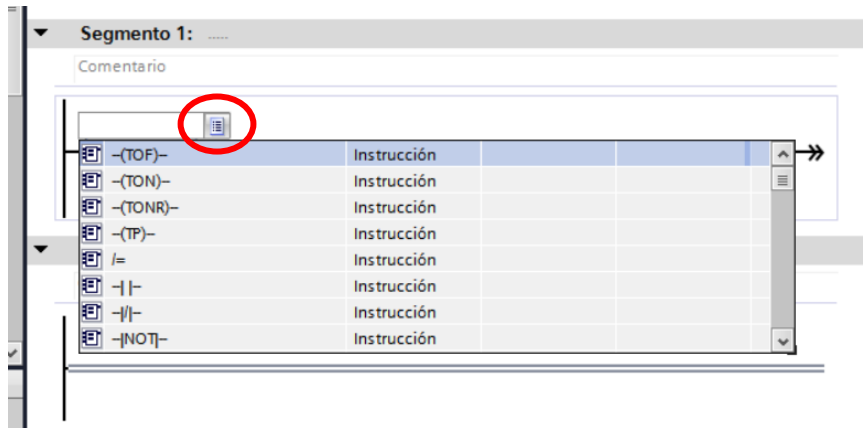 Segmento 1: .....
Comentario
–(TOF)– Instrucción
–(TON)– Instrucción
–(TONR)– Instrucción
–(TP)– Instrucción
/= Instrucción
–| |– Instrucción
–|/|– Instrucción
–|NOT|– Instrucción